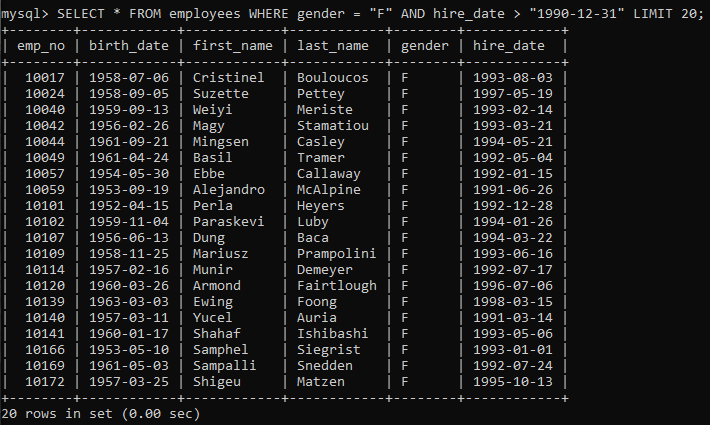 mysql> SELECT * FROM employees WHERE gender = "F" AND hire_date > "1990-12-31" LIMIT 20;
+--------+------------+------------+------------+--------+------------+
| emp_no | birth_date | first_name | last_name  | gender | hire_date  |
+--------+------------+------------+------------+--------+------------+
|  10017 | 1958-07-06 | Cristinel  | Bouloucos  | F      | 1993-08-03 |
|  10024 | 1958-09-05 | Suzette    | Pettey     | F      | 1997-05-19 |
|  10040 | 1959-09-13 | Weiyi      | Meriste    | F      | 1993-02-14 |
|  10042 | 1956-02-26 | Magy       | Stamatiou  | F      | 1993-03-21 |
|  10044 | 1961-09-21 | Mingsen    | Casley     | F      | 1994-05-21 |
|  10049 | 1961-04-24 | Basil      | Tramer     | F      | 1992-05-04 |
|  10057 | 1954-05-30 | Ebbe       | Callaway   | F      | 1992-01-15 |
|  10059 | 1953-09-19 | Alejandro  | McAlpine   | F      | 1991-06-26 |
|  10101 | 1952-04-15 | Perla      | Heyers     | F      | 1992-12-28 |
|  10102 | 1959-11-04 | Paraskevi  | Luby       | F      | 1994-01-26 |
|  10107 | 1956-06-13 | Dung       | Baca       | F      | 1994-03-22 |
|  10109 | 1958-11-25 | Mariusz    | Prampolini | F      | 1993-06-16 |
|  10114 | 1957-02-16 | Munir      | Demeyer    | F      | 1992-07-17 |
|  10120 | 1960-03-26 | Armond     | Fairtlough | F      | 1996-07-06 |
|  10139 | 1963-03-03 | Ewing      | Foong      | F      | 1998-03-15 |
|  10140 | 1957-03-11 | Yucel      | Auria      | F      | 1991-03-14 |
|  10141 | 1960-01-17 | Shahaf     | Ishibashi  | F      | 1993-05-06 |
|  10166 | 1953-05-10 | Samphel    | Siegrist   | F      | 1993-01-01 |
|  10169 | 1961-05-03 | Sampalli   | Snedden    | F      | 1992-07-24 |
|  10172 | 1957-03-25 | Shigeu     | Matzen     | F      | 1995-10-13 |
+--------+------------+------------+------------+--------+------------+
20 rows in set (0.00 sec)